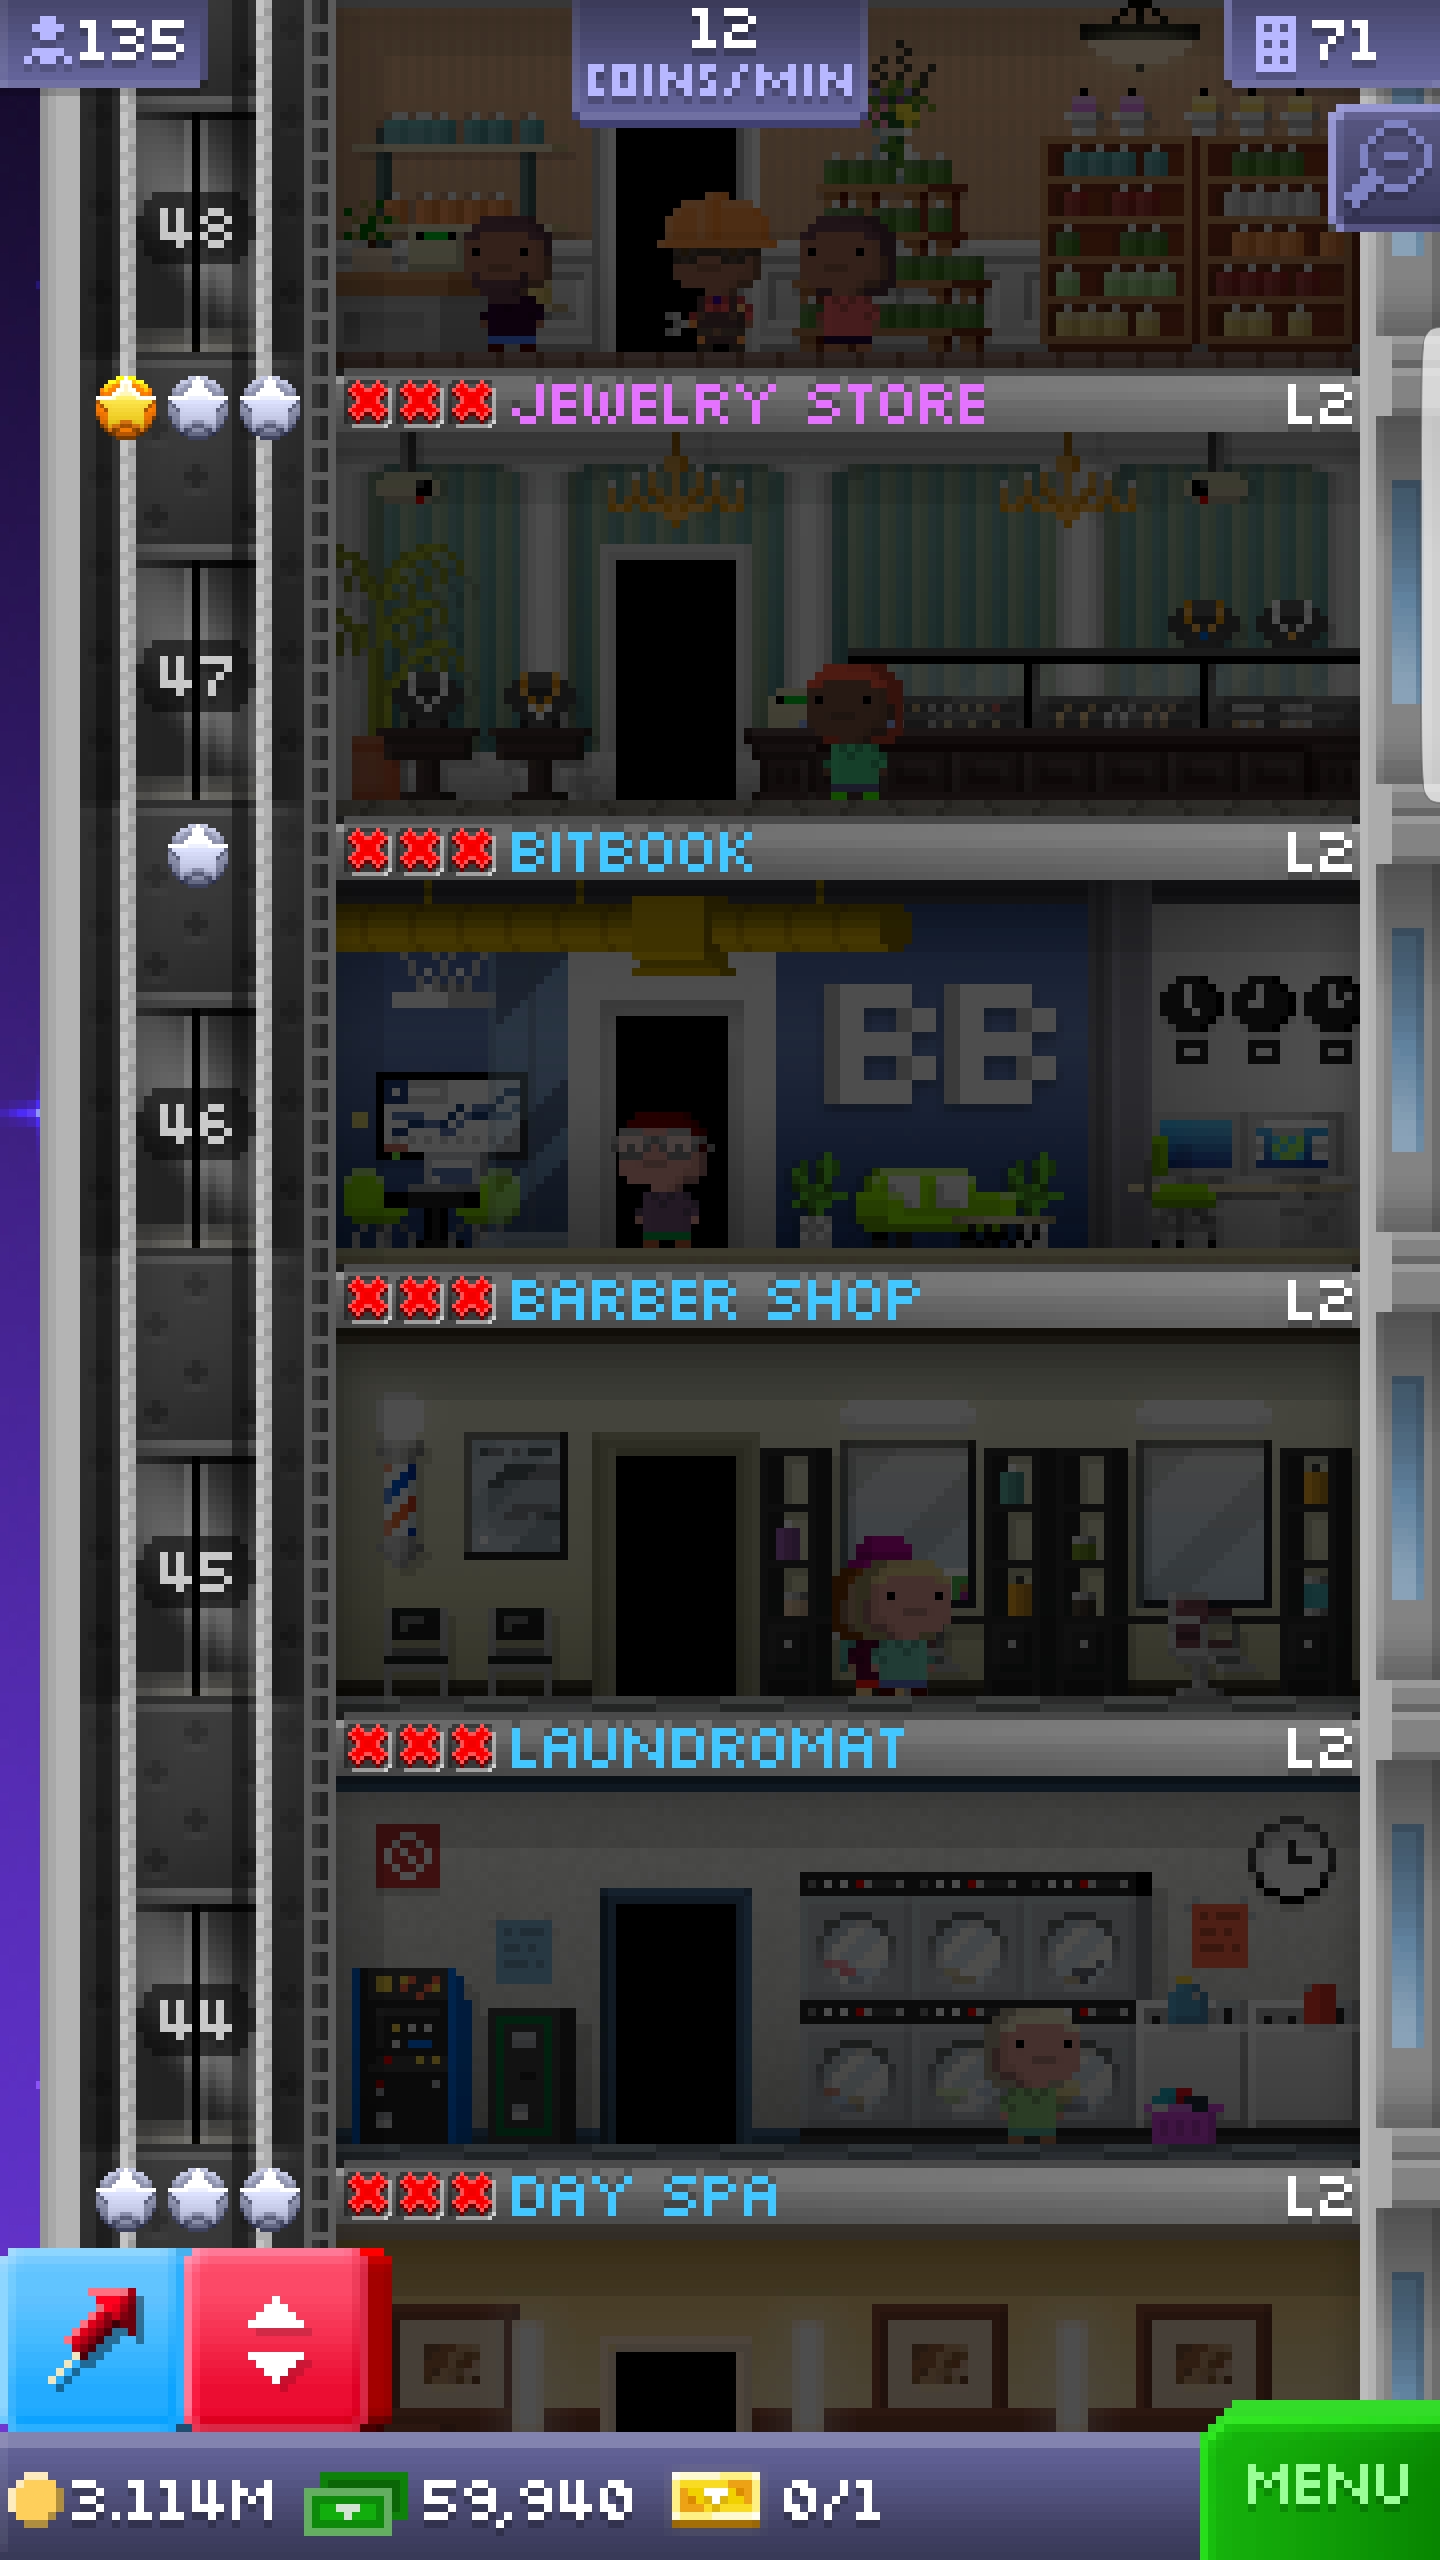 135
12
COINS/MIN
71
48
JEWELRY STORE L2
47
BITBOOK L2
BB
46
BARBER SHOP L2
45
LAUNDROMAT L2
44
DAY SPA L2
3.114M 59,940 0/1
MENU